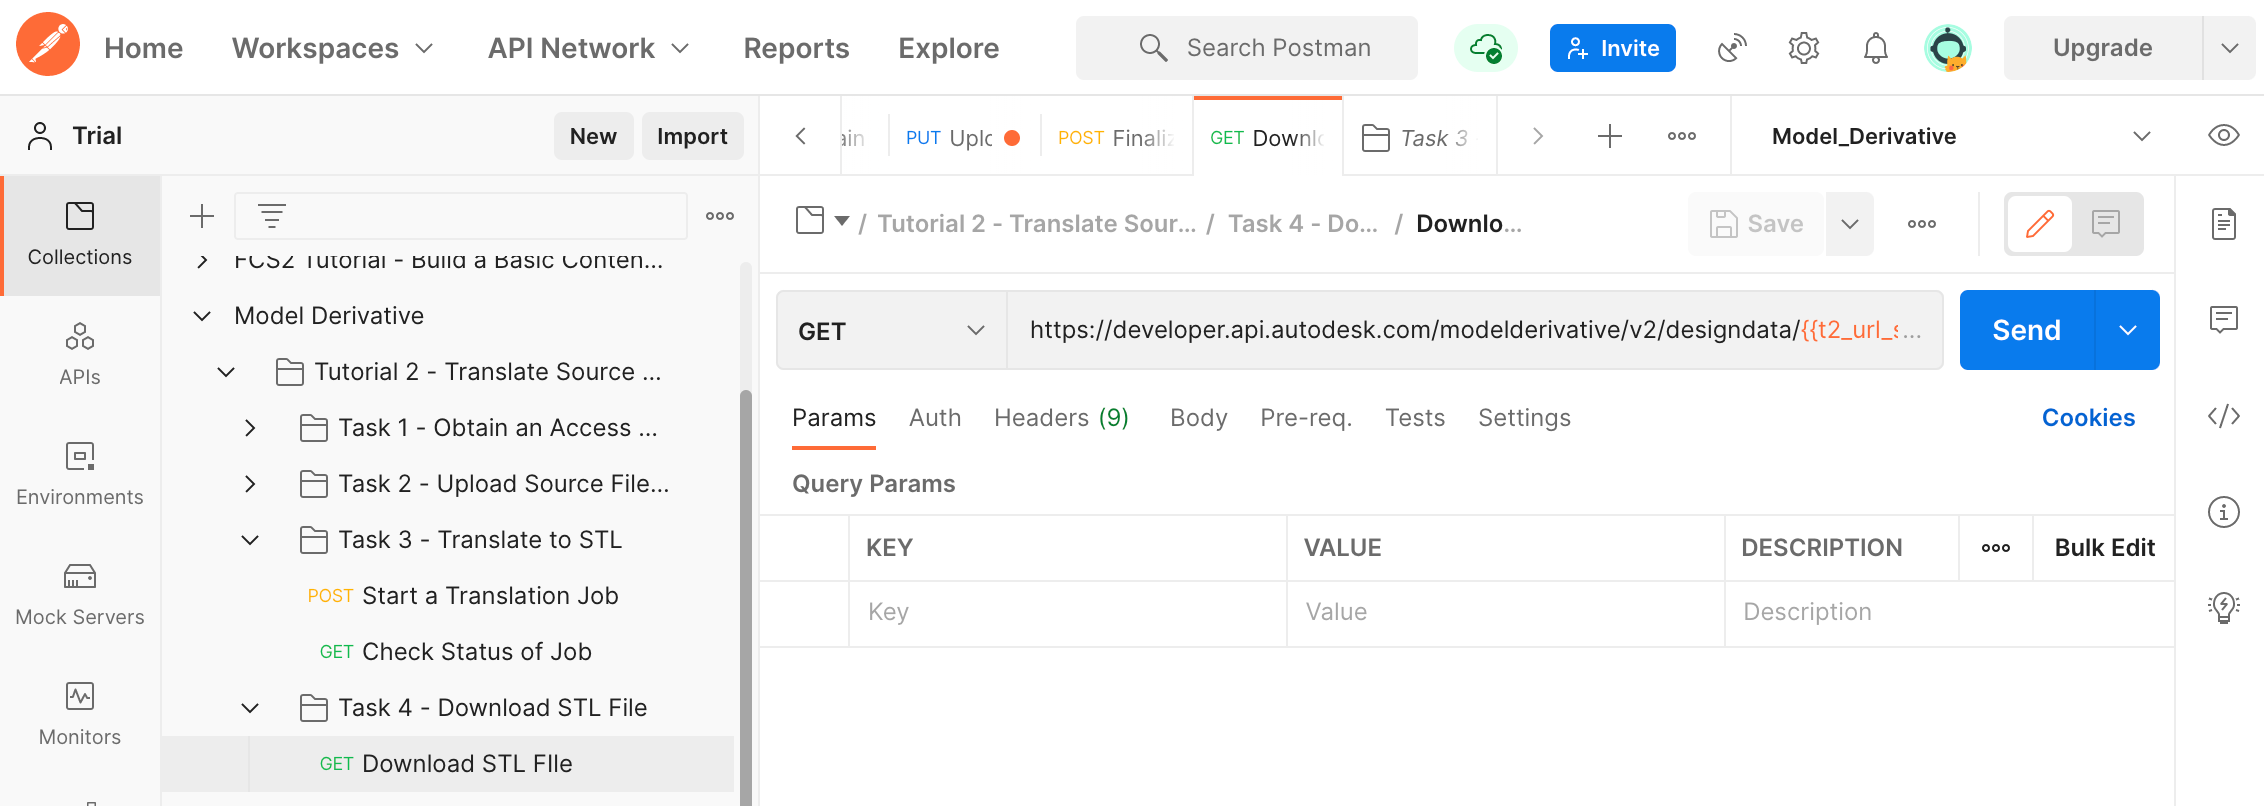 Home Workspaces API Network Reports Explore Search Postman Invite Upgrade
Trial New Import
PUT Uplo POST Finaliz GET Downlo Task 3 Model_Derivative
Collections
APIs
Environments
Mock Servers
Monitors
FCS2 Tutorial - Build a Basic Conten...
Model Derivative
Tutorial 2 - Translate Source ...
Task 1 - Obtain an Access ...
Task 2 - Upload Source File...
Task 3 - Translate to STL
POST Start a Translation Job
GET Check Status of Job
Task 4 - Download STL File
GET Download STL FIle
/ Tutorial 2 - Translate Sour... / Task 4 - Do... / Downlo... Save
GET https://developer.api.autodesk.com/modelderivative/v2/designdata/{{t2_url_s... Send
Params Auth Headers (9) Body Pre-req. Tests Settings Cookies
Query Params
KEY VALUE DESCRIPTION Bulk Edit
Key Value Description